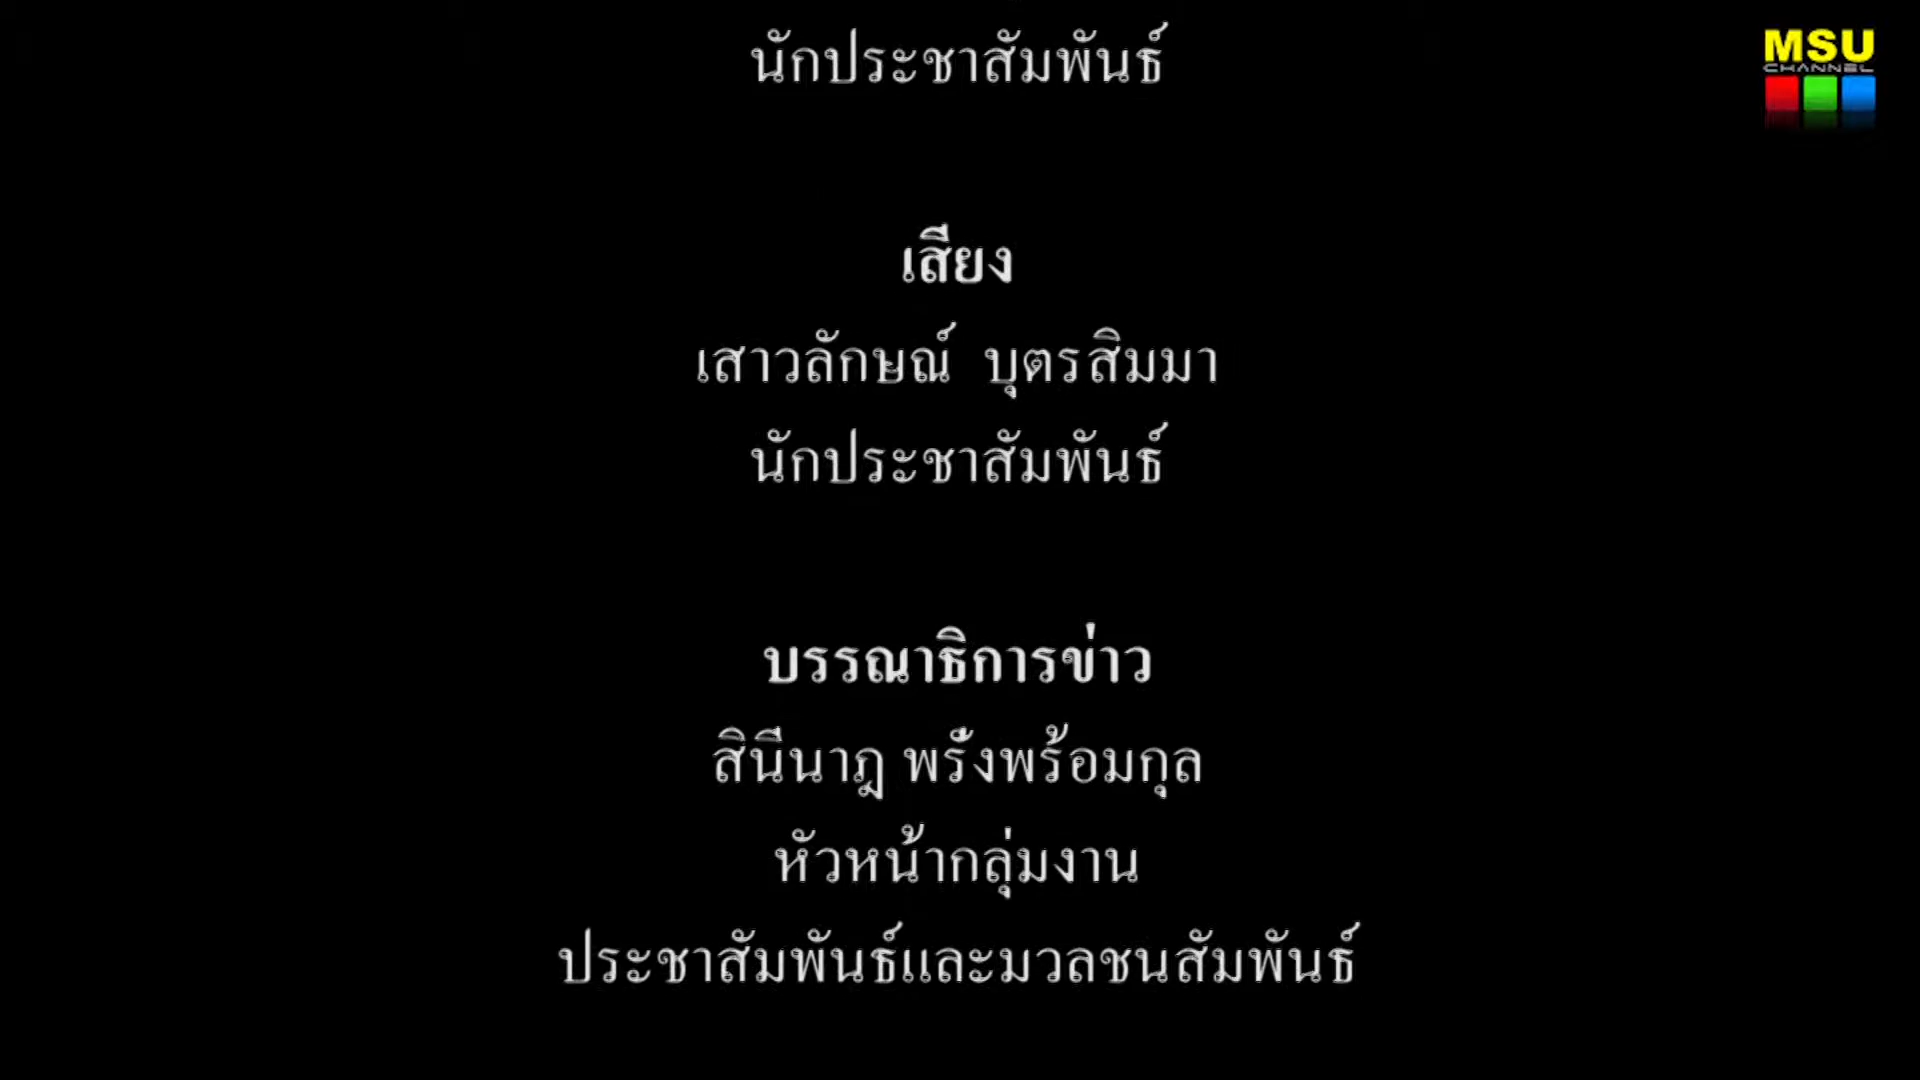 นักประชาสัมพันธ์
MSU
CHANNEL
เสียง
เสาวลักษณ์ บุตรสิมมา
นักประชาสัมพันธ์
บรรณาธิการข่าว
สินีนาฎ พรั่งพร้อมกุล
หัวหน้ากลุ่มงาน
ประชาสัมพันธ์และมวลชนสัมพันธ์